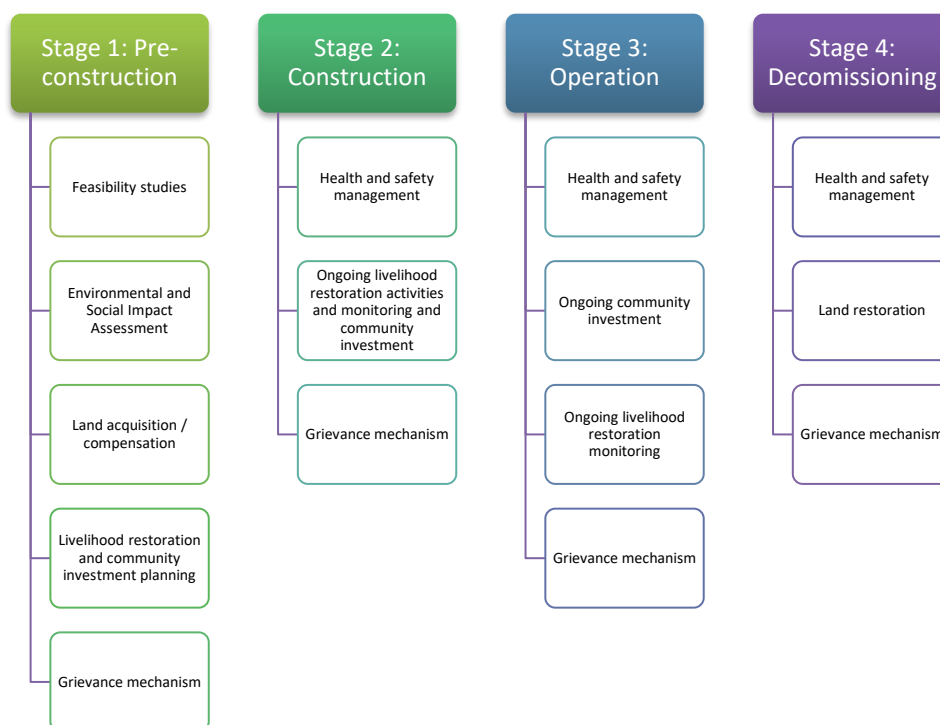 Stage 1: Pre-
construction
Feasibility studies
Environmental and
Social Impact
Assessment
Land acquisition /
compensation
Livelihood restoration
and community
investment planning
Grievance mechanism
Stage 2:
Construction
Health and safety
management
Ongoing livelihood
restoration activities
and monitoring and
community
investment
Grievance mechanism
Stage 3:
Operation
Health and safety
management
Ongoing community
investment
Ongoing livelihood
restoration
monitoring
Grievance mechanism
Stage 4:
Decomissioning
Health and safety
management
Land restoration
Grievance mechanism